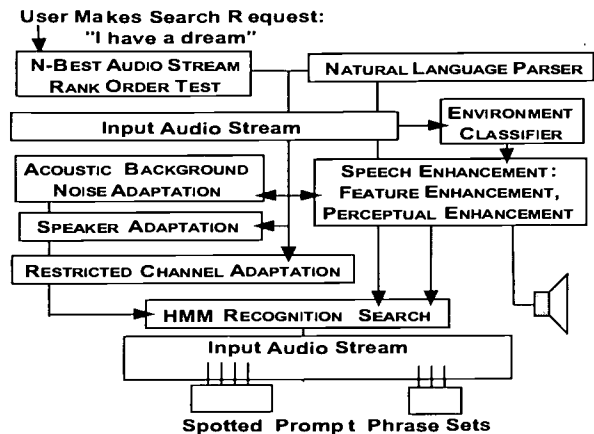 User Makes Search Request:
"I have a dream"
N-BEST AUDIO STREAM
RANK ORDER TEST
NATURAL LANGUAGE PARSER
INPUT AUDIO STREAM
ENVIRONMENT
CLASSIFIER
ACOUSTIC BACKGROUND
NOISE ADAPTATION
SPEECH ENHANCEMENT:
FEATURE ENHANCEMENT,
PERCEPTUAL ENHANCEMENT
SPEAKER ADAPTATION
RESTRICTED CHANNEL ADAPTATION
HMM RECOGNITION SEARCH
Input Audio Stream
Spotted Prompt Phrase Sets